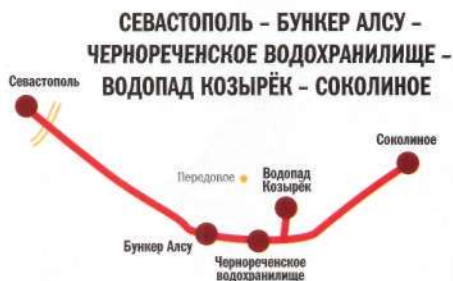 СЕВАСТОПОЛЬ – БУНКЕР АЛСУ –
ЧЕРНОРЕЧЕНСКОЕ ВОДОХРАНИЛИЩЕ –
ВОДОПАД КОЗЫРЁК – СОКОЛИНОЕ
Севастополь
Соколиное
Передовое
Водопад
Козырёк
Бункер Алсу
Чернореченское
водохранилище